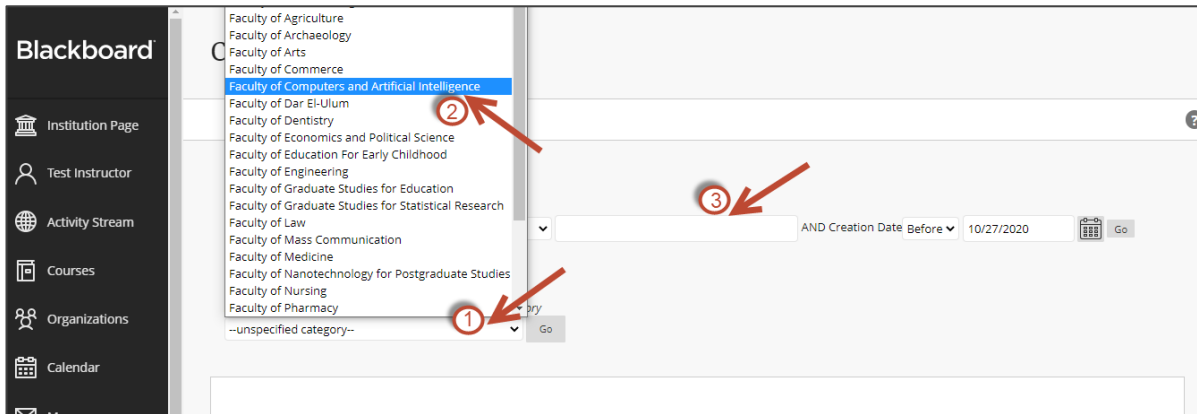 Blackboard
Institution Page
Test Instructor
Activity Stream
Courses
Organizations
Calendar
Faculty of Agriculture
Faculty of Archaeology
Faculty of Arts
Faculty of Commerce
Faculty of Computers and Artificial Intelligence
Faculty of Dar El-Ulum
2
Faculty of Dentistry
Faculty of Economics and Political Science
Faculty of Education For Early Childhood
Faculty of Engineering
Faculty of Graduate Studies for Education
Faculty of Graduate Studies for Statistical Research
3
Faculty of Law
Faculty of Mass Communication
Faculty of Medicine
Faculty of Nanotechnology for Postgraduate Studies
Faculty of Nursing
Faculty of Pharmacy
AND Creation Date Before 10/27/2020 Go
1
--unspecified category-- Go
?